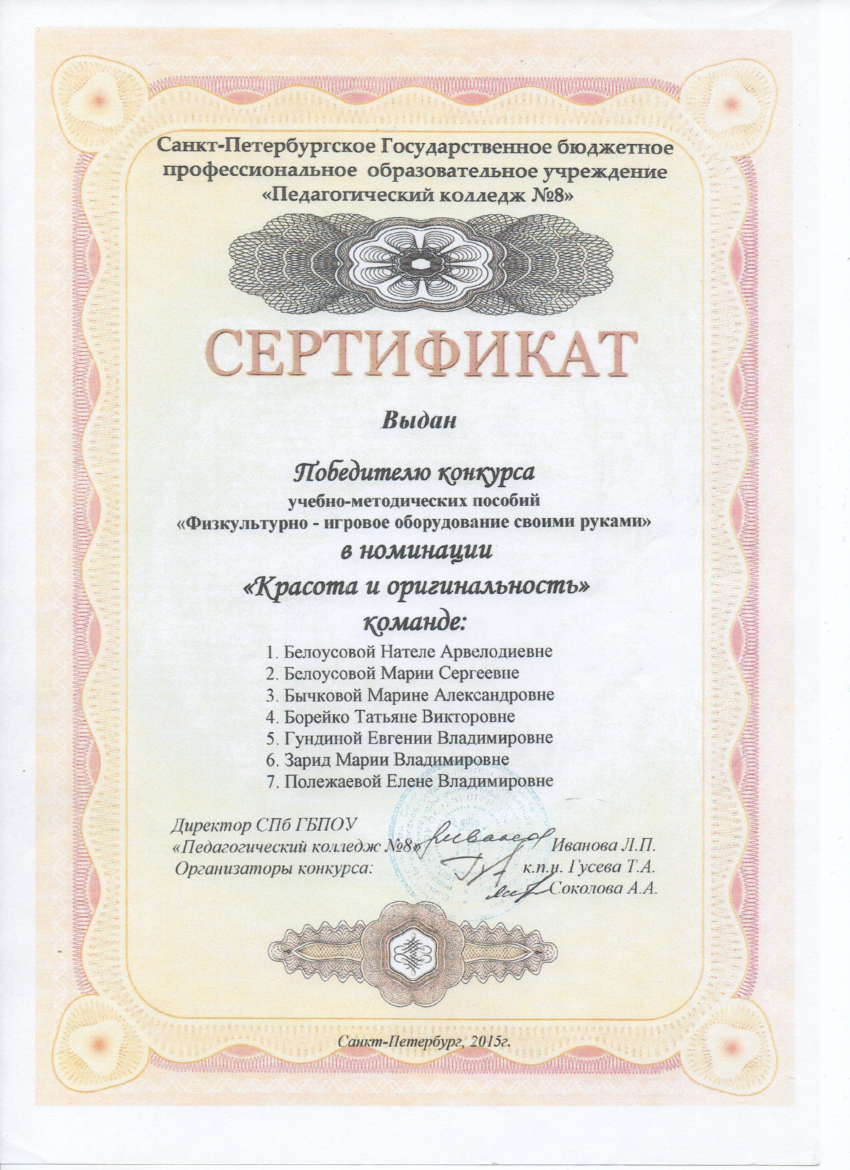 Санкт-Петербургское Государственное бюджетное
профессиональное образовательное учреждение
«Педагогический колледж №8»
СЕРТИФИКАТ
Выдан
Победителю конкурса
учебно-методических пособий
«Физкультурно - игровое оборудование своими руками»
в номинации
«Красота и оригинальность»
команде:
1. Белоусовой Нателе Арвелодиевне
2. Белоусовой Марии Сергеевне
3. Бычковой Марине Александровне
4. Борейко Татьяне Викторовне
5. Гундиной Евгении Владимировне
6. Зарид Марии Владимировне
7. Полежаевой Елене Владимировне
Директор СПб ГБПОУ
«Педагогический колледж №8» Иванова Л.П.
Организаторы конкурса: к.п.н. Гусева Т.А.
Соколова А.А.
Санкт-Петербург, 2015г.